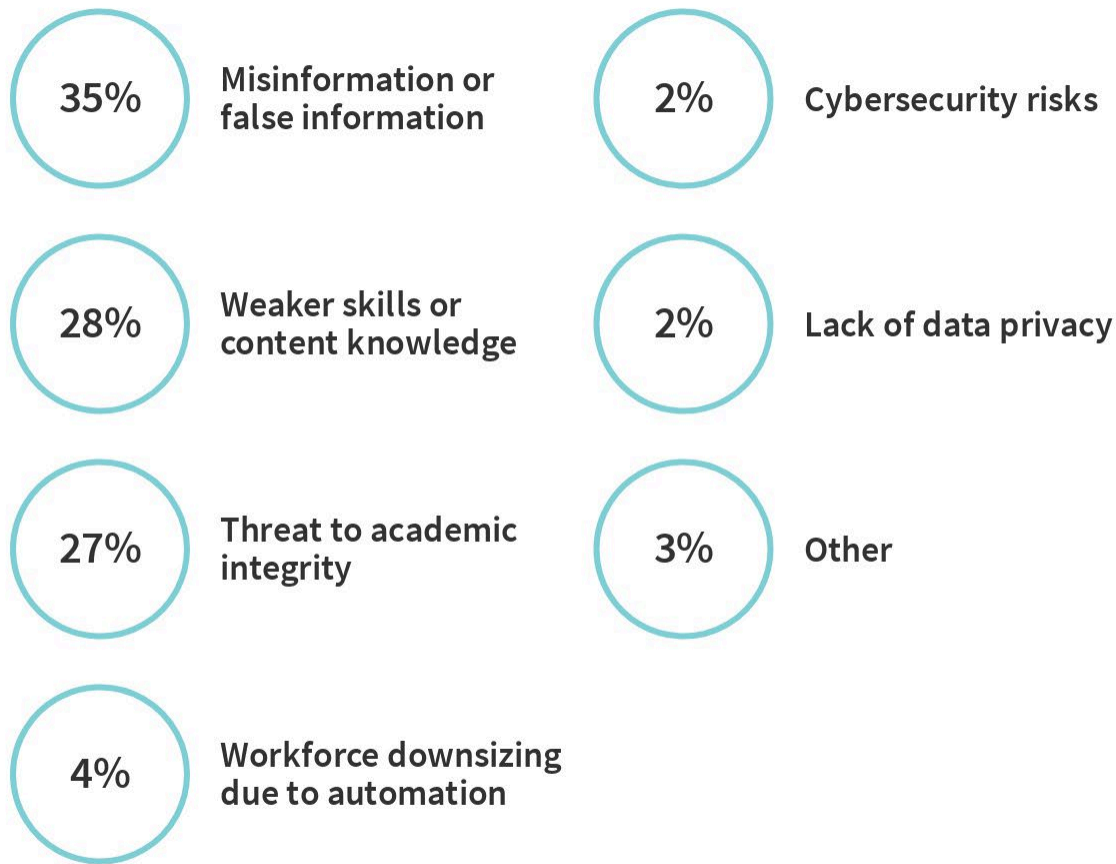 35%
Misinformation or
false information
28%
Weaker skills or
content knowledge
27%
Threat to academic
integrity
4%
Workforce downsizing
due to automation
2%
Cybersecurity risks
2%
Lack of data privacy
3%
Other